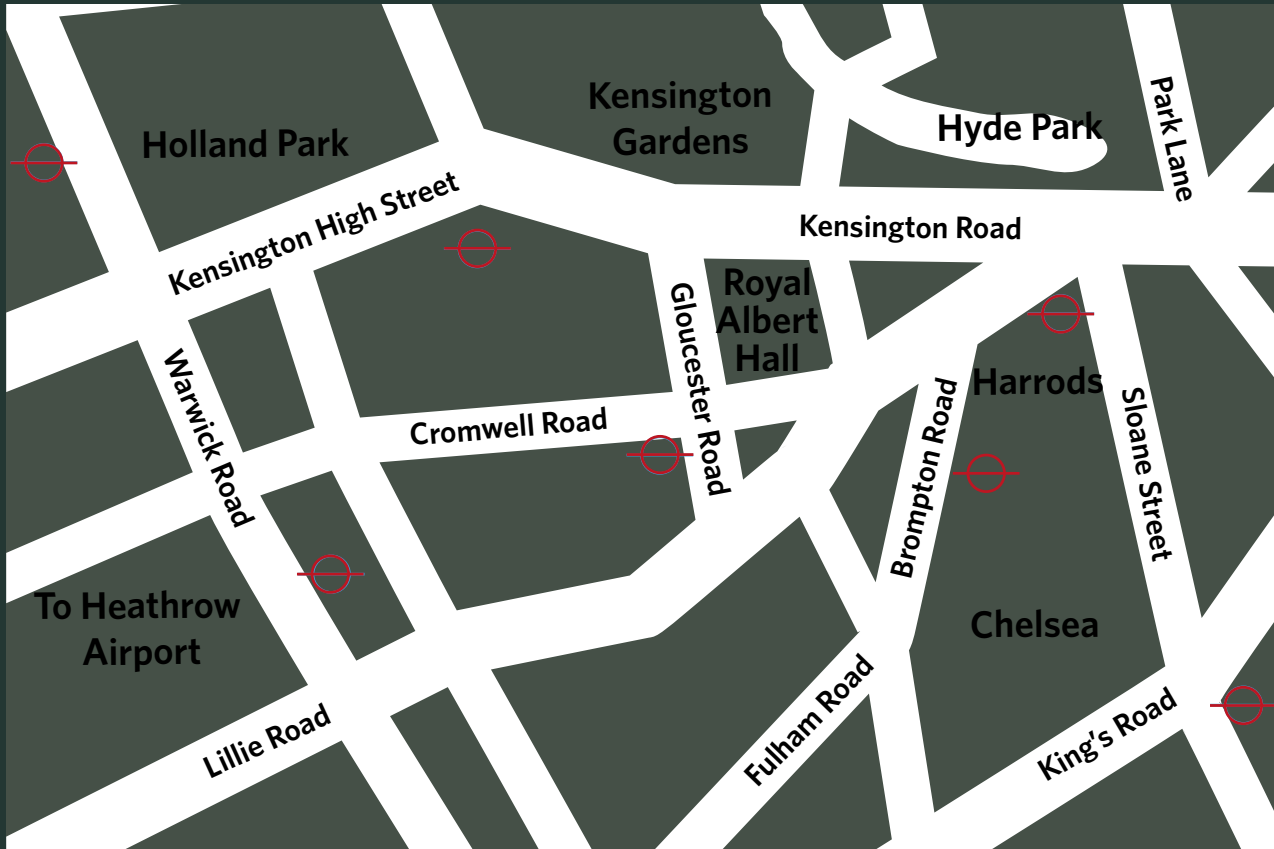 Kensington
Gardens
Holland Park
Hyde Park
Park Lane
Kensington High Street
Kensington Road
Royal
Albert
Hall
Gloucester Road
Warwick Road
Cromwell Road
Harrods
Brompton Road
Sloane Street
To Heathrow
Airport
Chelsea
Lillie Road
Fulham Road
King's Road